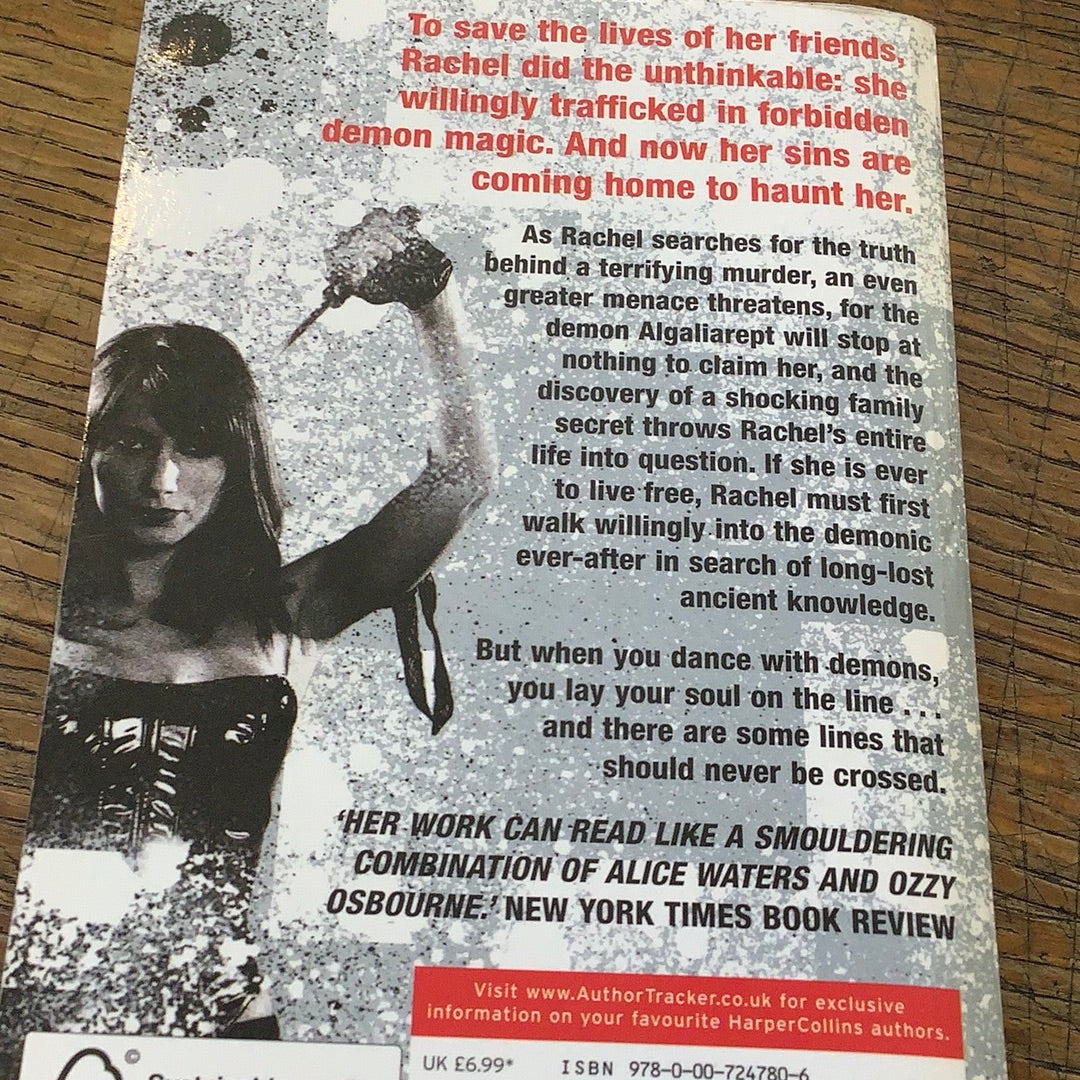 To save the lives of her friends,
Rachel did the unthinkable: she
willingly trafficked in forbidden
demon magic. And now her sins are
coming home to haunt her.
As Rachel searches for the truth
behind a terrifying murder, an even
greater menace threatens, for the
demon Algaliarept will stop at
nothing to claim her, and the
discovery of a shocking family
secret throws Rachel's entire
life into question. If she is ever
to live free, Rachel must first
walk willingly into the demonic
ever-after in search of long-lost
ancient knowledge.
But when you dance with demons,
you lay your soul on the line . . .
and there are some lines that
should never be crossed.
'HER WORK CAN READ LIKE A SMOULDERING
COMBINATION OF ALICE WATERS AND OZZY
OSBOURNE.' NEW YORK TIMES BOOK REVIEW
Visit www.AuthorTracker.co.uk for exclusive
information on your favourite HarperCollins authors.
©
UK £6.99*
ISBN 978-0-00-724780-6